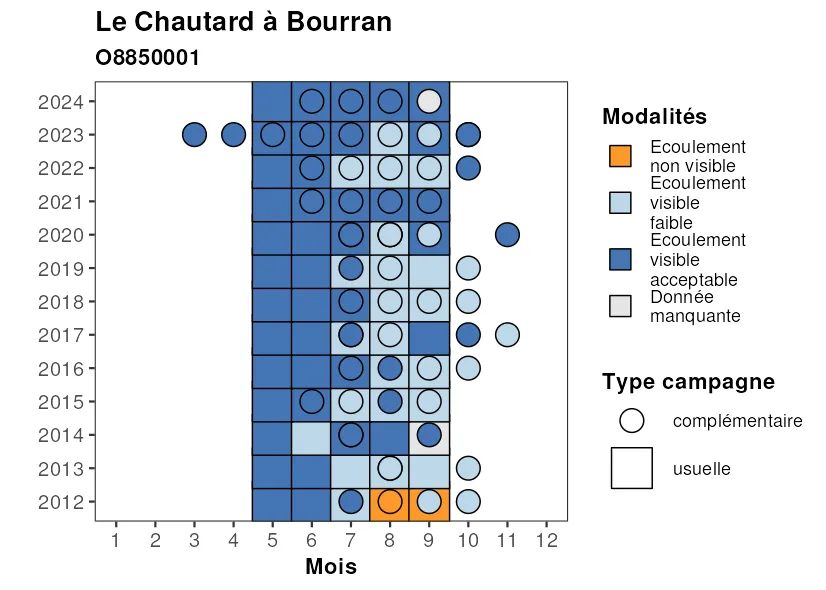 Le Chautard à Bourran
O8850001
2024
2023
2022
2021
2020
2019
2018
2017
2016
2015
2014
2013
2012
1 2 3 4 5 6 7 8 9 10 11 12
Mois
Modalités
Ecoulement
non visible
Ecoulement
visible
faible
Ecoulement
visible
acceptable
Donnée
manquante
Type campagne
complémentaire
usuelle